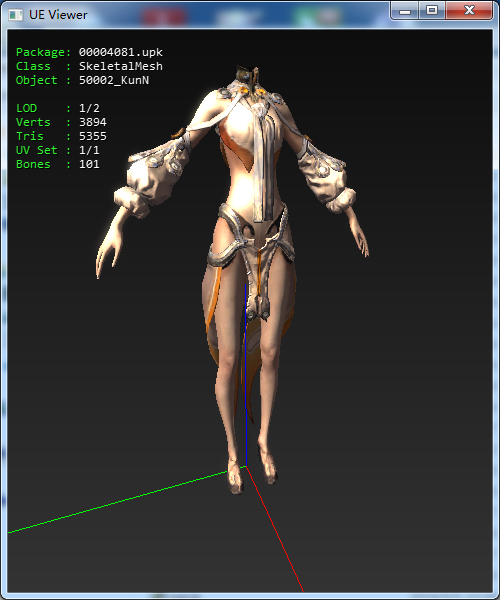 UE Viewer
Package: 00004081.upk
Class : SkeletalMesh
Object : 50002_KunN
LOD : 1/2
Verts : 3894
Tris : 5355
UV Set : 1/1
Bones : 101